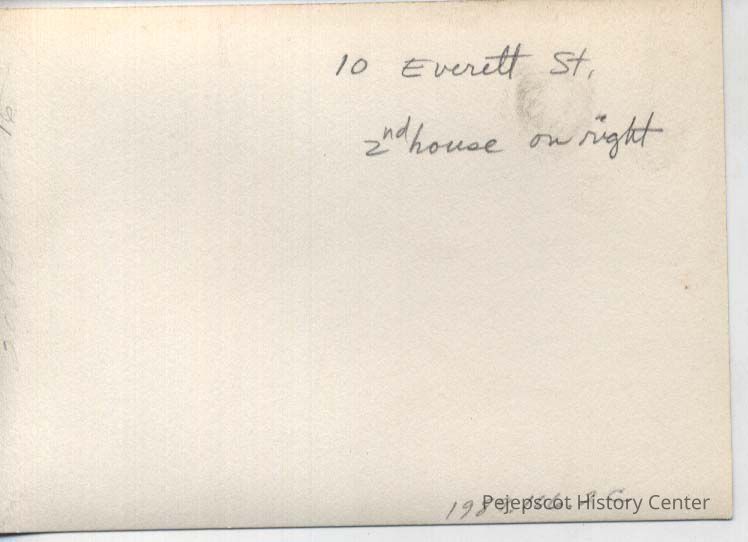 10 Everett St.
2nd house on right
Pejepscot History Center